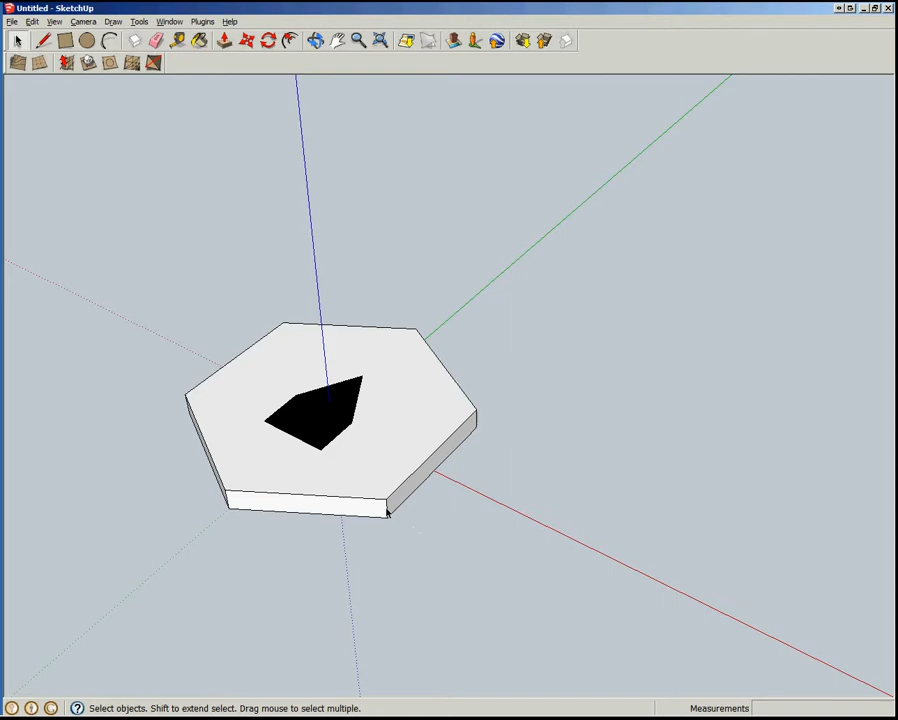 Untitled - SketchUp
File Edit View Camera Draw Tools Window Plugins Help
Select objects. Shift to extend select. Drag mouse to select multiple. Measurements